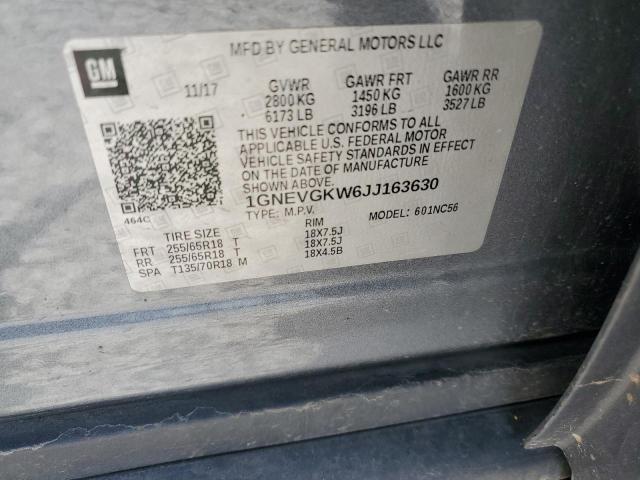 GM
MFD BY GENERAL MOTORS LLC
11/17 GVWR GAWR FRT GAWR RR
2800 KG 1450 KG 1600 KG
6173 LB 3196 LB 3527 LB
THIS VEHICLE CONFORMS TO ALL
APPLICABLE U.S. FEDERAL MOTOR
VEHICLE SAFETY STANDARDS IN EFFECT
ON THE DATE OF MANUFACTURE
SHOWN ABOVE.
464C 1GNEVGKW6JJ163630
TYPE: M.P.V. MODEL: 601NC56
TIRE SIZE RIM
FRT 255/65R18 T 18X7.5J
RR 255/65R18 T 18X7.5J
SPA T135/70R18 M 18X4.5B